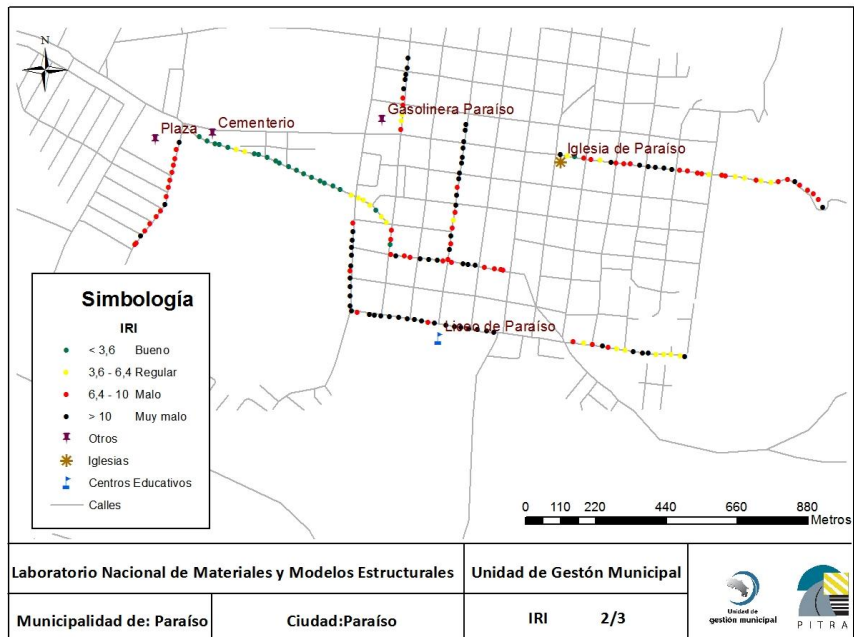 N
Plaza
Cementerio
Gasolinera Paraíso
Iglesia de Paraíso
Liceo de Paraíso
Simbología
IRI
< 3,6 Bueno
3,6 - 6,4 Regular
6,4 - 10 Malo
> 10 Muy malo
Otros
Iglesias
Centros Educativos
Calles
0 110 220 440 660 880
Metros
Laboratorio Nacional de Materiales y Modelos Estructurales
Unidad de Gestión Municipal
Municipalidad de: Paraíso
Ciudad:Paraíso
IRI 2/3
Unidad de
gestión municipal
PITRA